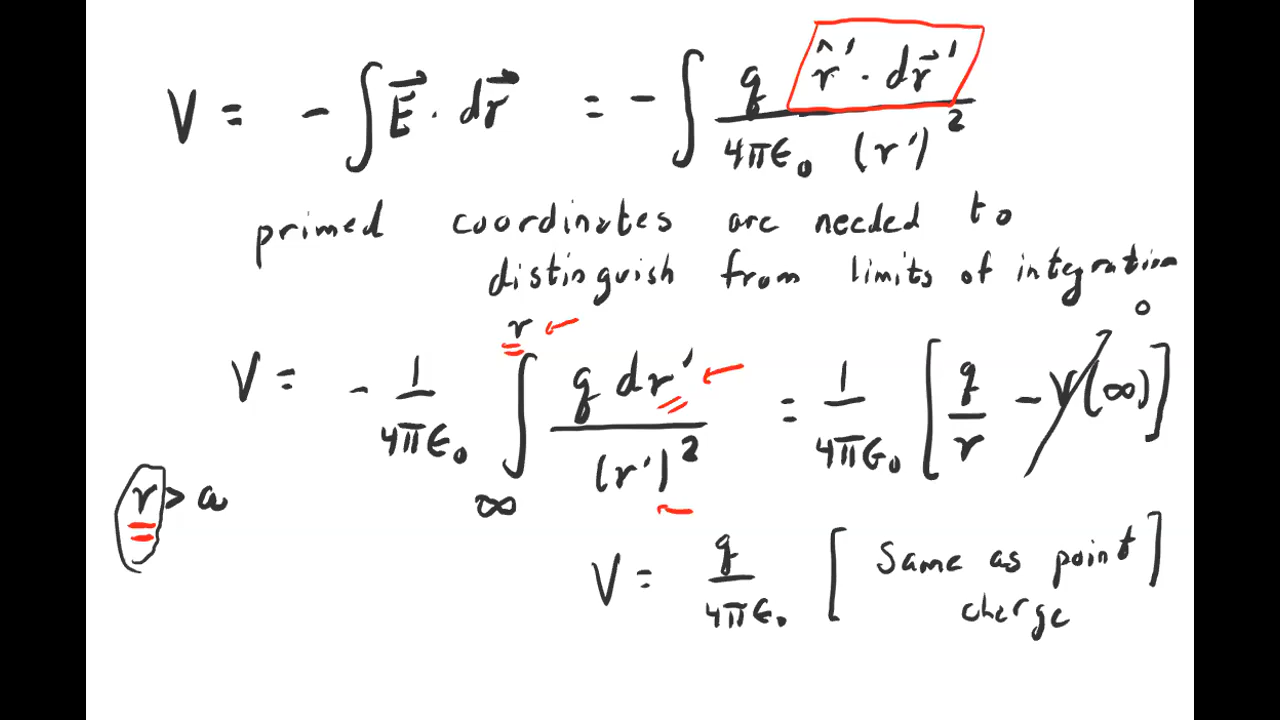 V = - ∫ E⃗ · dr⃗ = - ∫ q r̂' · dr⃗' / 4πϵ₀ (r')²
primed coordinates are needed to
distinguish from limits of integration
V = - 1/4πϵ₀ ∫_∞^r q dr' / (r')² = 1/4πϵ₀ [ q/r - V(∞) ] 0
r > a
V = q/4πϵ₀ [ Same as point
charge ]